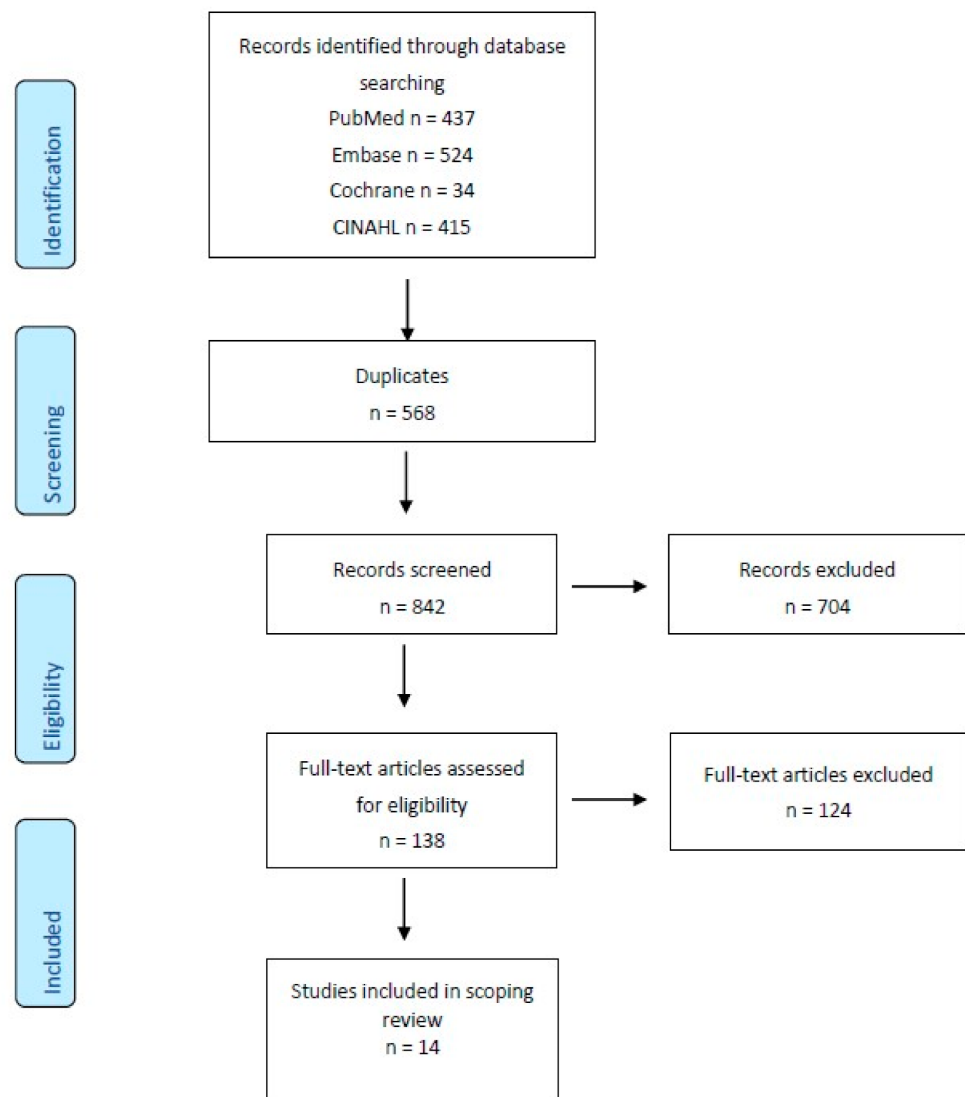 Identification
Records identified through database
searching
PubMed n = 437
Embase n = 524
Cochrane n = 34
CINAHL n = 415
Screening
Duplicates
n = 568
Records screened
n = 842
Records excluded
n = 704
Eligibility
Full-text articles assessed
for eligibility
n = 138
Full-text articles excluded
n = 124
Included
Studies included in scoping
review
n = 14